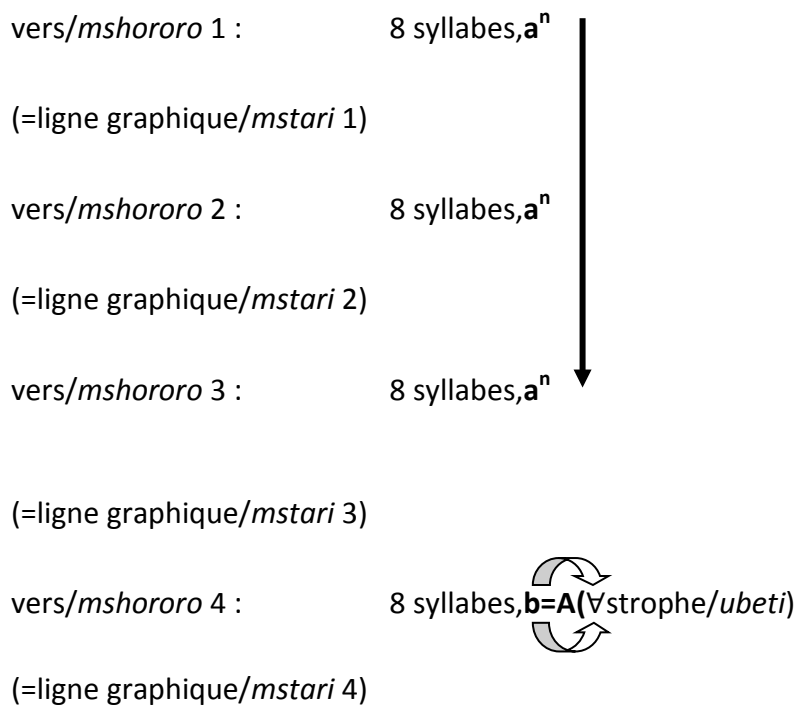 vers/mshororo 1 : 8 syllabes,aⁿ
(=ligne graphique/mstari 1)
vers/mshororo 2 : 8 syllabes,aⁿ
(=ligne graphique/mstari 2)
vers/mshororo 3 : 8 syllabes,aⁿ
(=ligne graphique/mstari 3)
vers/mshororo 4 : 8 syllabes,b=A(∀strophe/ubeti)
(=ligne graphique/mstari 4)